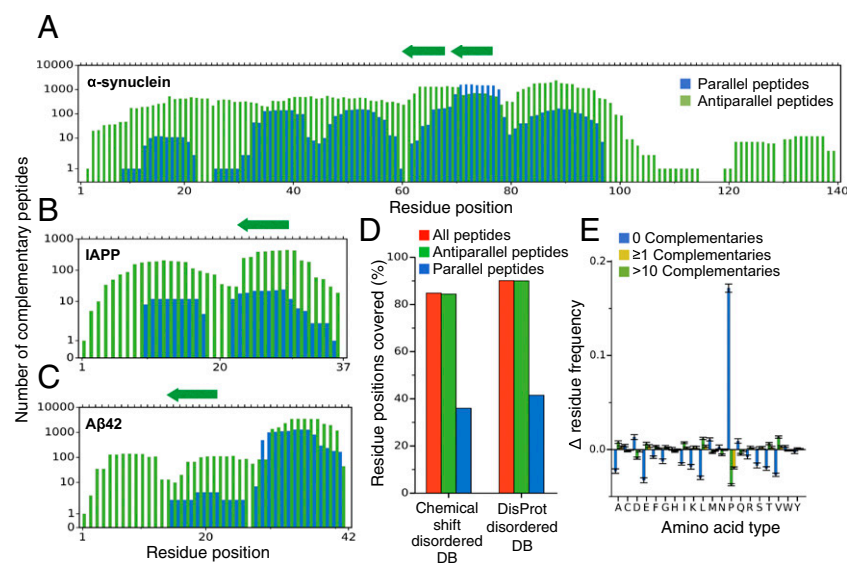 A
α-synuclein
Parallel peptides
Antiparallel peptides
10000
1000
100
10
1
1
20
40
60
80
100
120
140
Residue position
Number of complementary peptides
B
IAPP
1000
100
10
1
0
1
20
37
C
Aβ42
10000
1000
100
10
1
0
1
20
42
Residue position
D
All peptides
Antiparallel peptides
Parallel peptides
Residue positions covered (%)
100
80
60
40
20
0
Chemical
shift
disordered
DB
DisProt
disordered
DB
E
0 Complementaries
≥1 Complementaries
>10 Complementaries
Δ residue frequency
0.2
0.1
0.0
A C D E F G H I K L M N P Q R S T V W Y
Amino acid type